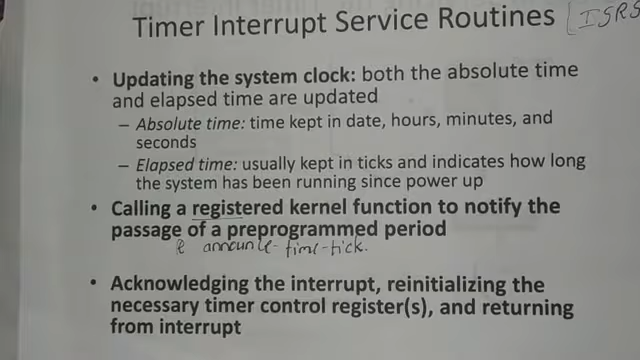 Timer Interrupt Service Routines [ISRS
• Updating the system clock: both the absolute time
and elapsed time are updated
– Absolute time: time kept in date, hours, minutes, and
seconds
– Elapsed time: usually kept in ticks and indicates how long
the system has been running since power up
• Calling a registered kernel function to notify the
passage of a preprogrammed period
announce-time-tick.
• Acknowledging the interrupt, reinitializing the
necessary timer control register(s), and returning
from interrupt